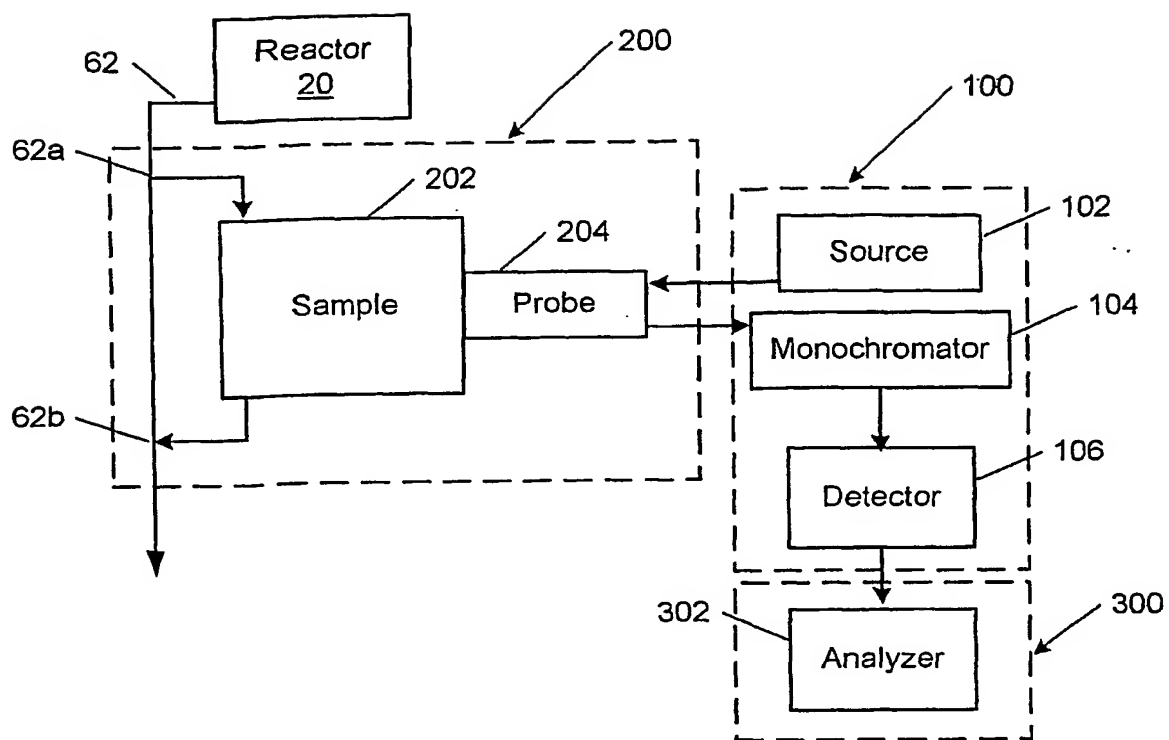 Reactor
20
62
200
100
62a
202
102
Source
204
Sample
Probe
104
Monochromator
62b
106
Detector
302
300
Analyzer